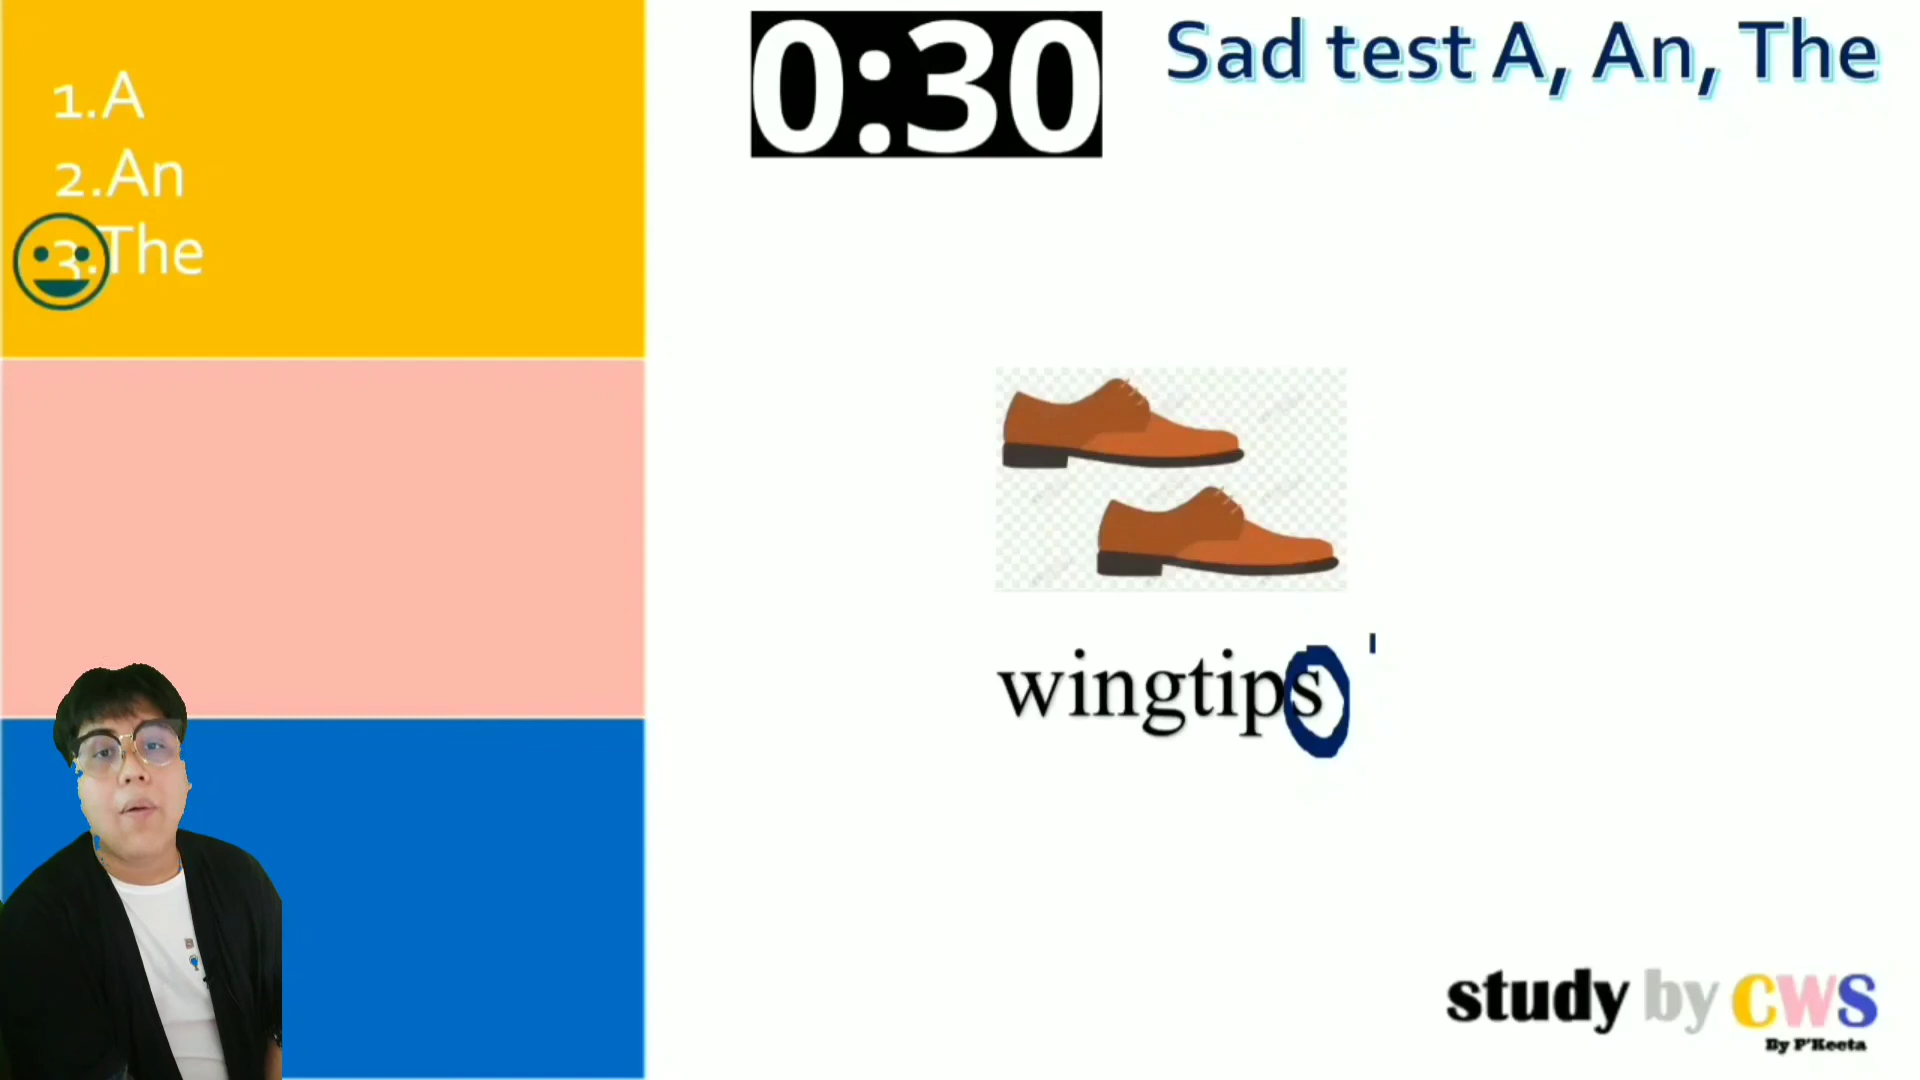 1.A
2.An
3.The
0:30
Sad test A, An, The
wingtips
study by CWS
By P'Keeta